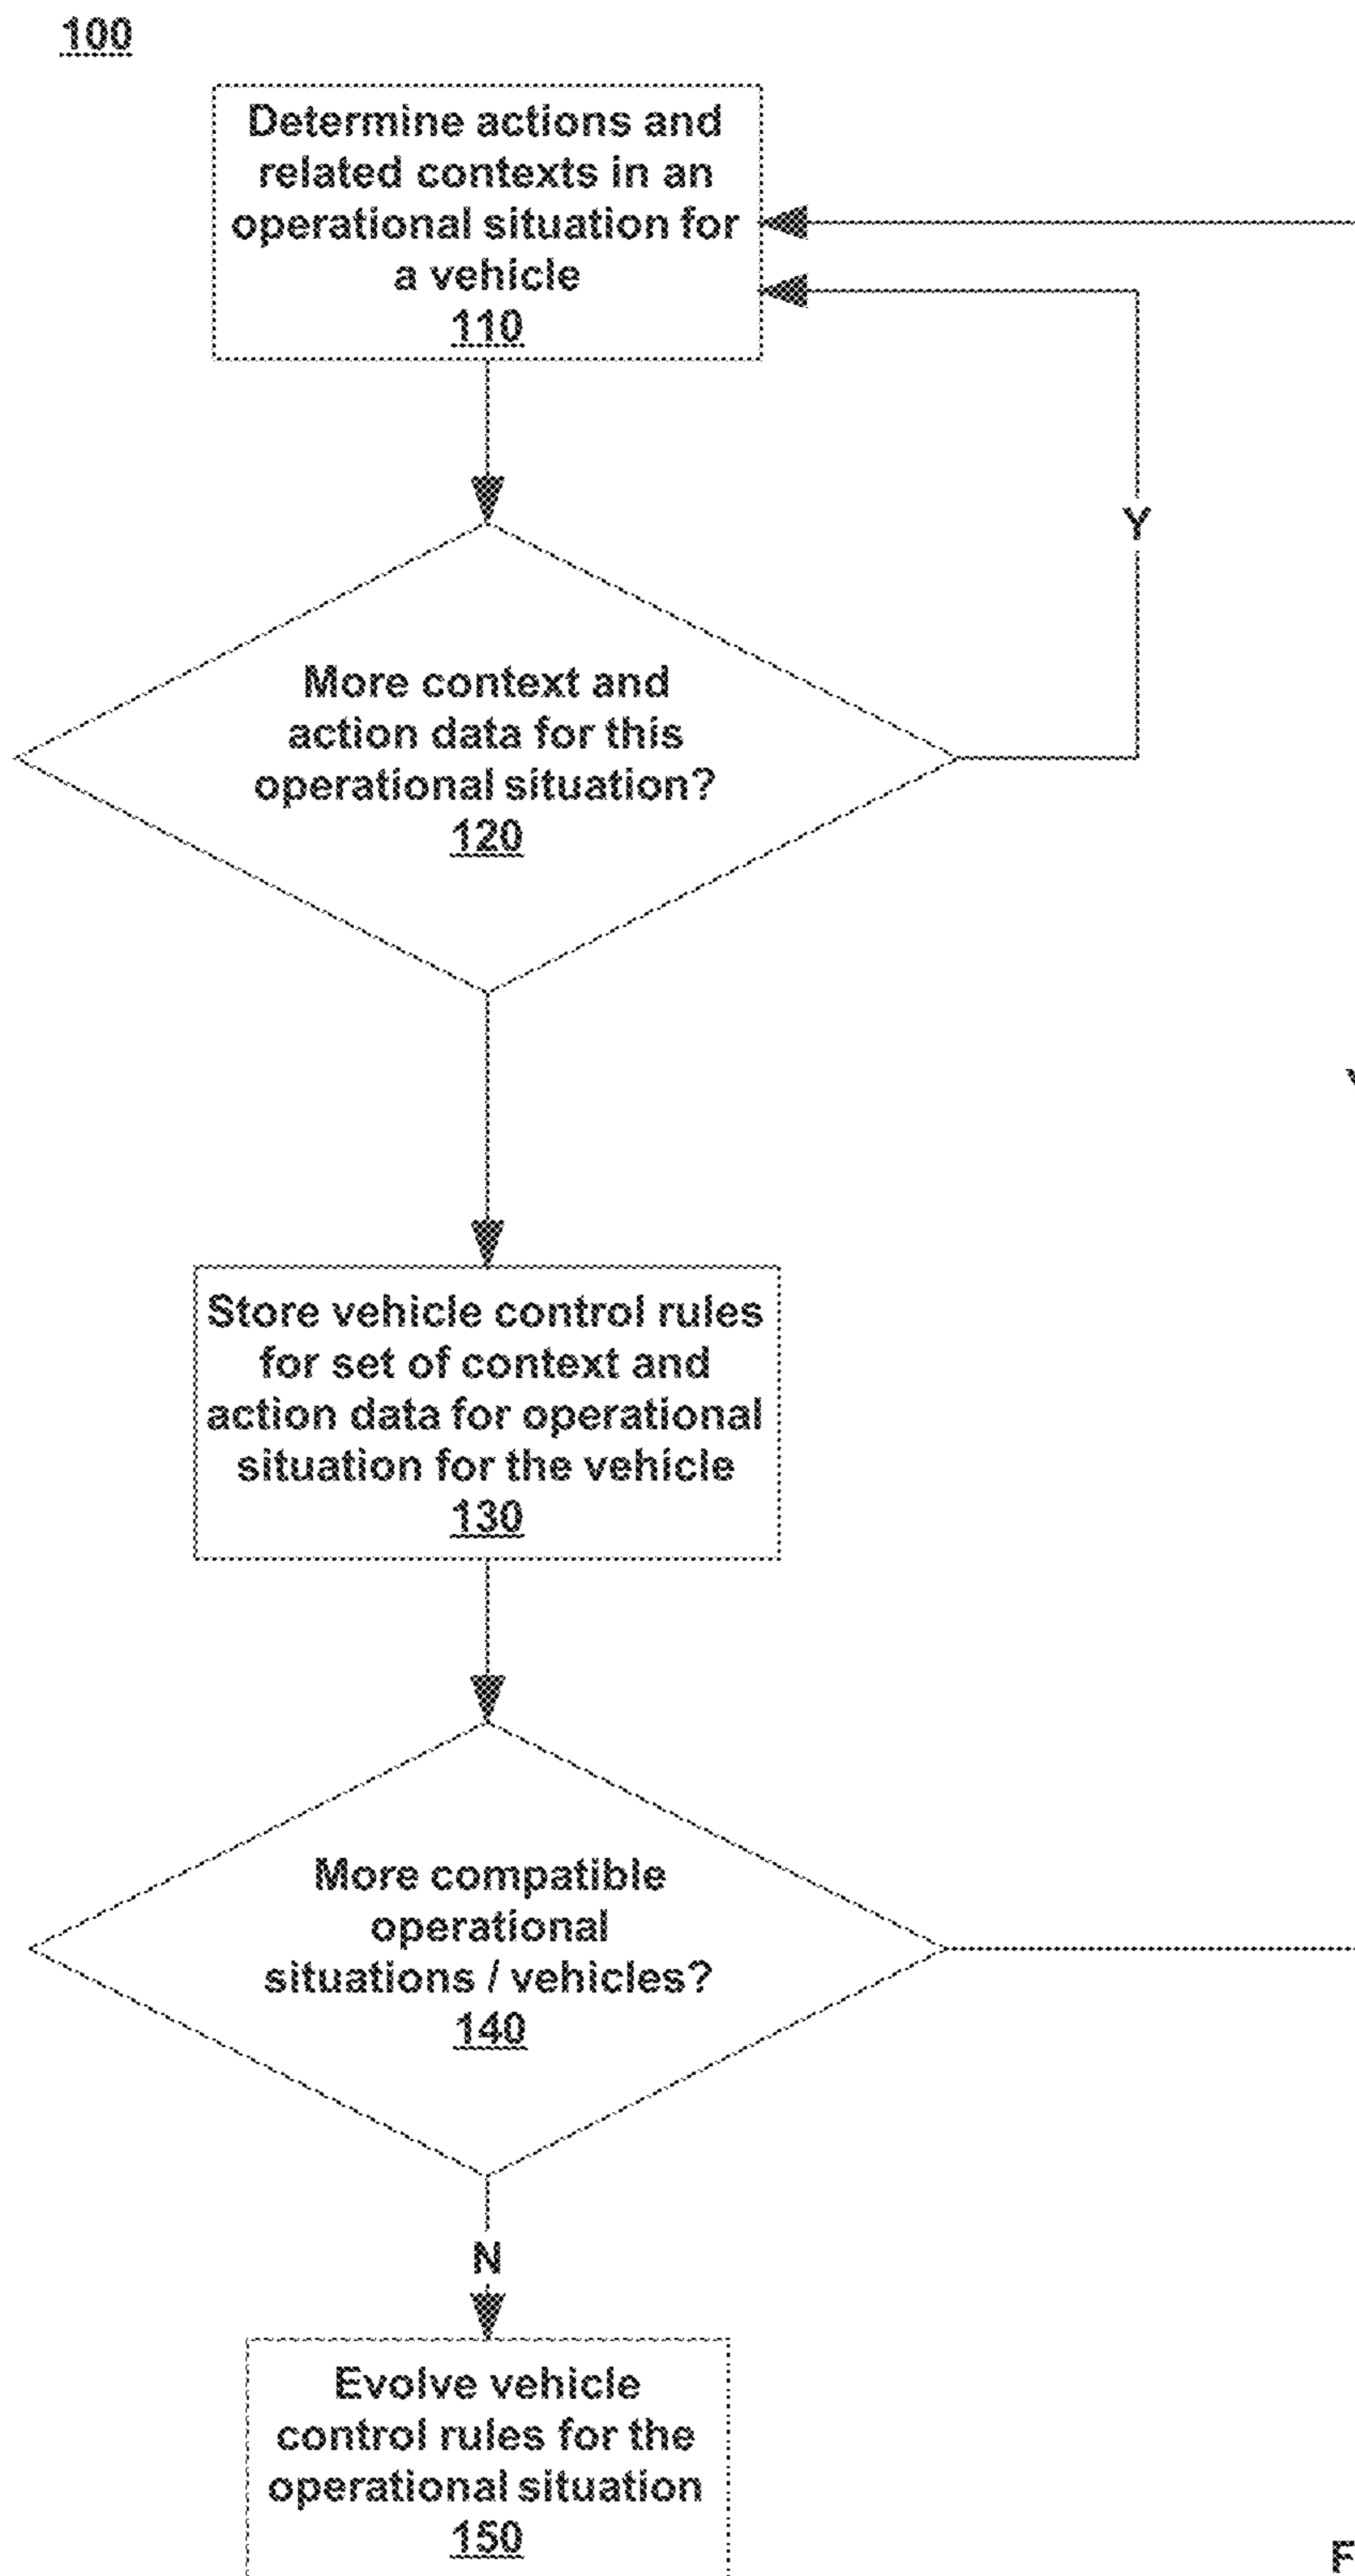 100
Determine actions and
related contexts in an
operational situation for
a vehicle
110
Y
More context and
action data for this
operational situation?
120
Store vehicle control rules
for set of context and
action data for operational
situation for the vehicle
130
More compatible
operational
situations / vehicles?
140
N
Evolve vehicle
control rules for the
operational situation
150
F